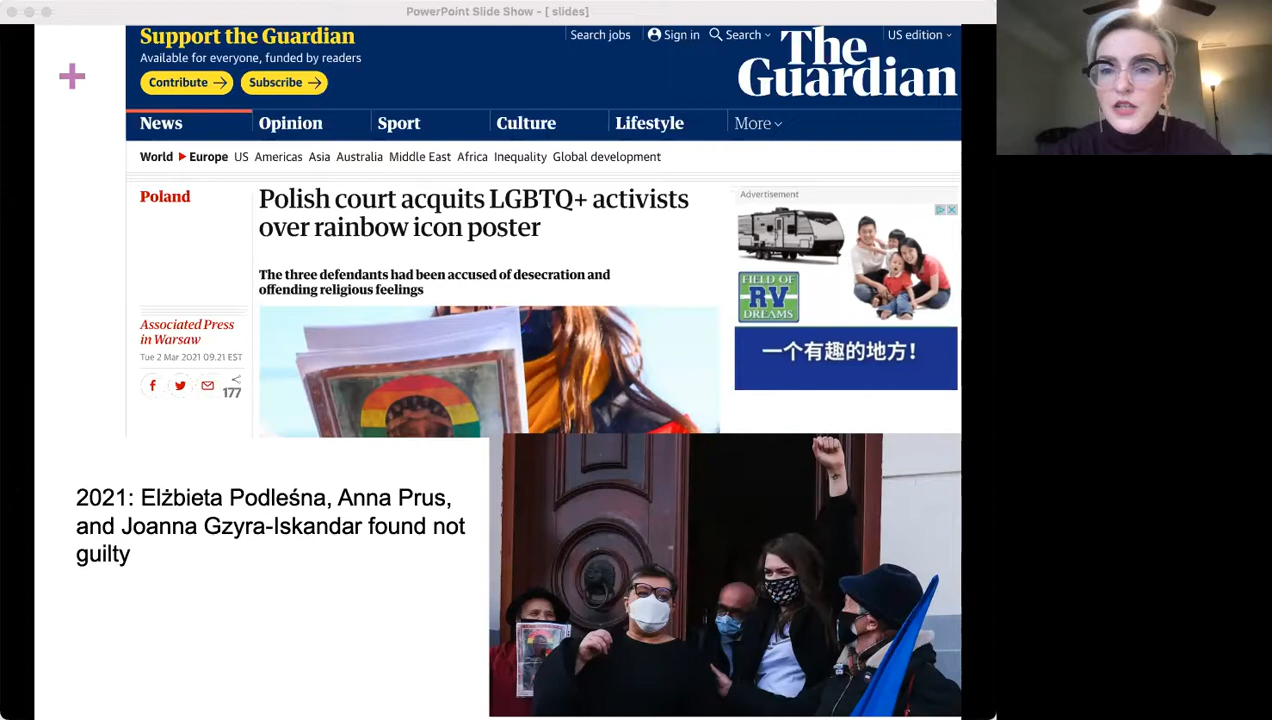 PowerPoint Slide Show - [ slides]
Support the Guardian
Available for everyone, funded by readers
Contribute →
Subscribe →
Search jobs
Sign in
Search
US edition
The
Guardian
News
Opinion
Sport
Culture
Lifestyle
More
World
Europe
US
Americas
Asia
Australia
Middle East
Africa
Inequality
Global development
Poland
Polish court acquits LGBTQ+ activists
over rainbow icon poster
The three defendants had been accused of desecration and
offending religious feelings
Associated Press
in Warsaw
Tue 2 Mar 2021 09.21 EST
177
Advertisement
FIELD OF
RV
DREAMS
一个有趣的地方!
2021: Elżbieta Podleśna, Anna Prus,
and Joanna Gzyra-Iskandar found not
guilty